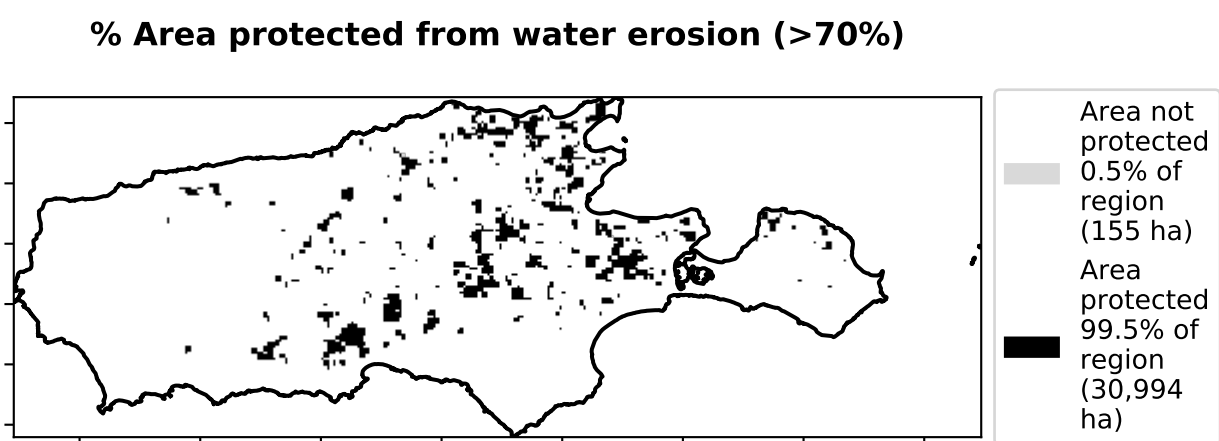 % Area protected from water erosion (>70%)
Area not
protected
0.5% of
region
(155 ha)
Area
protected
99.5% of
region
(30,994
ha)